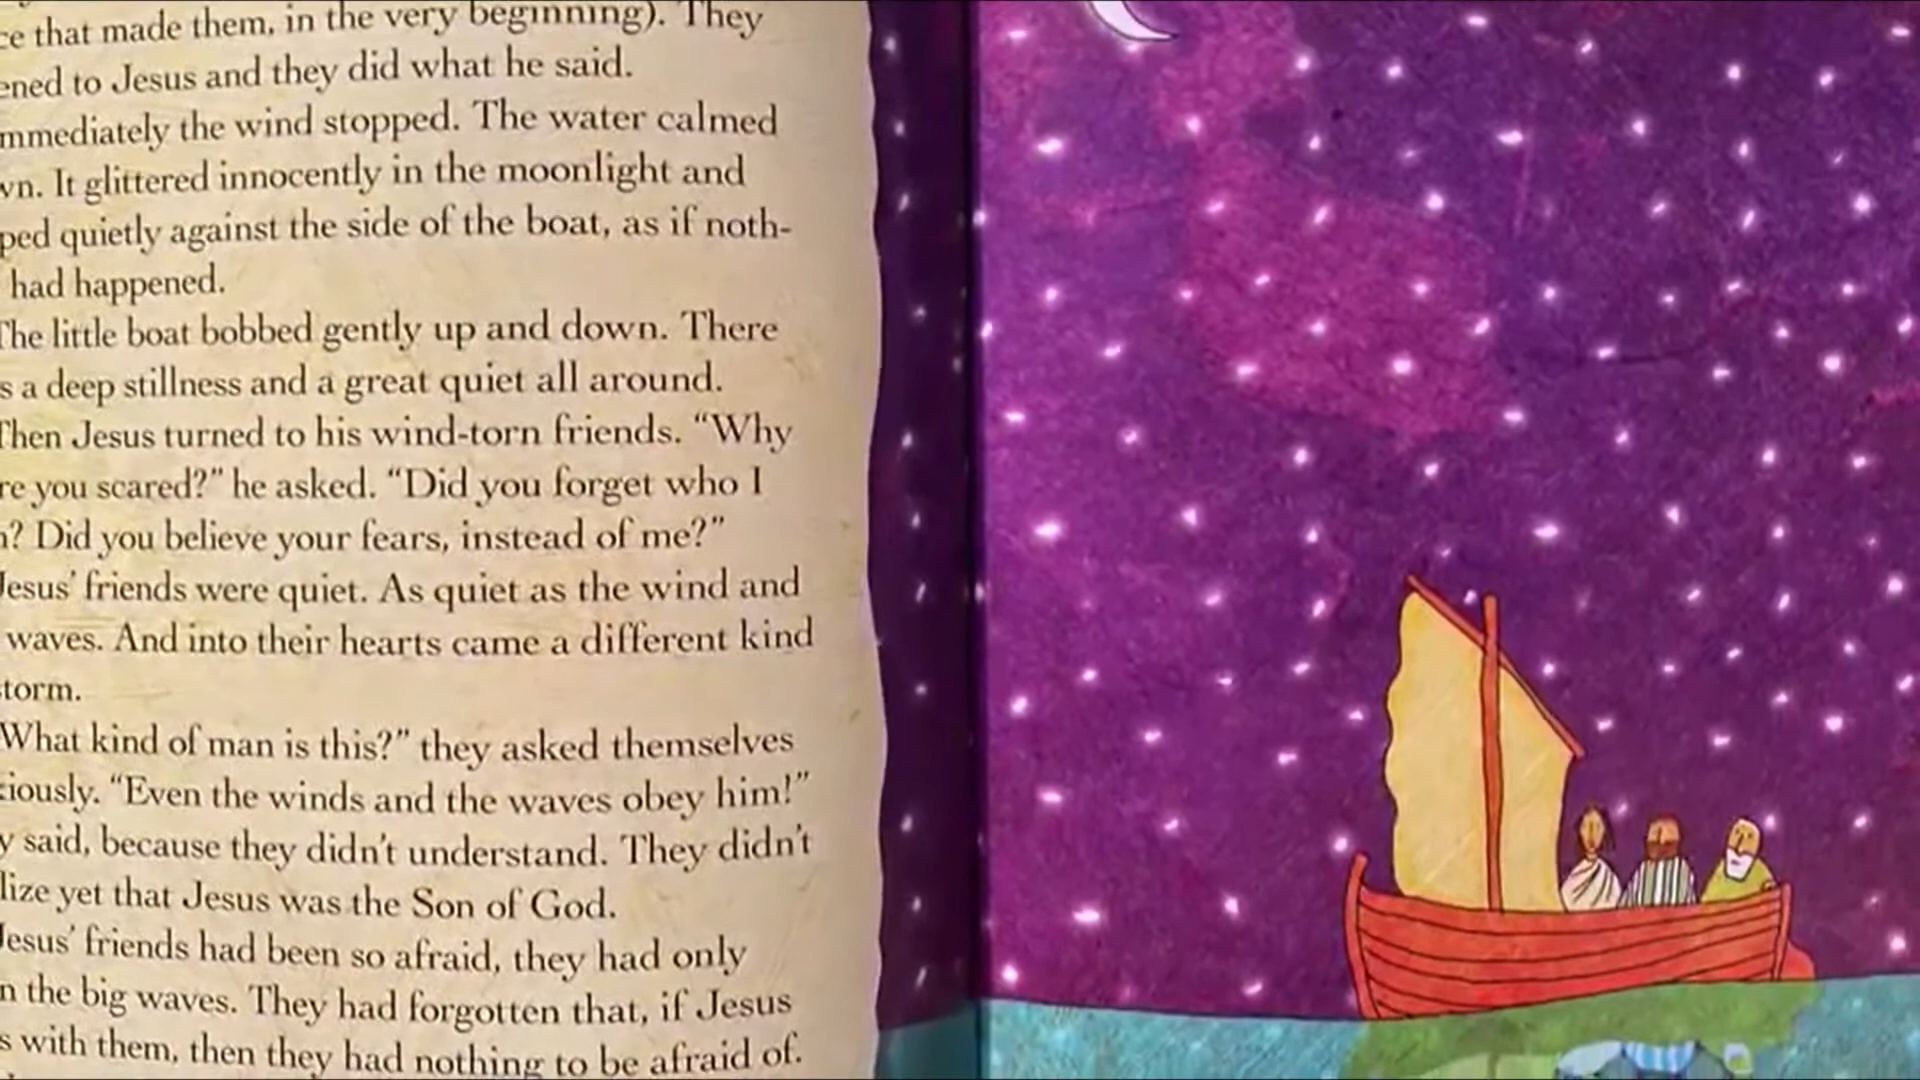 ce that made them, in the very beginning). They
ened to Jesus and they did what he said.
mmediately the wind stopped. The water calmed
wn. It glittered innocently in the moonlight and
ped quietly against the side of the boat, as if noth-
had happened.
The little boat bobbed gently up and down. There
s a deep stillness and a great quiet all around.
Then Jesus turned to his wind-torn friends. “Why
re you scared?” he asked. “Did you forget who I
? Did you believe your fears, instead of me?”
Jesus’ friends were quiet. As quiet as the wind and
waves. And into their hearts came a different kind
torm.
What kind of man is this?” they asked themselves
iously. “Even the winds and the waves obey him!”
y said, because they didn’t understand. They didn’t
lize yet that Jesus was the Son of God.
Jesus’ friends had been so afraid, they had only
n the big waves. They had forgotten that, if Jesus
s with them, then they had nothing to be afraid of.